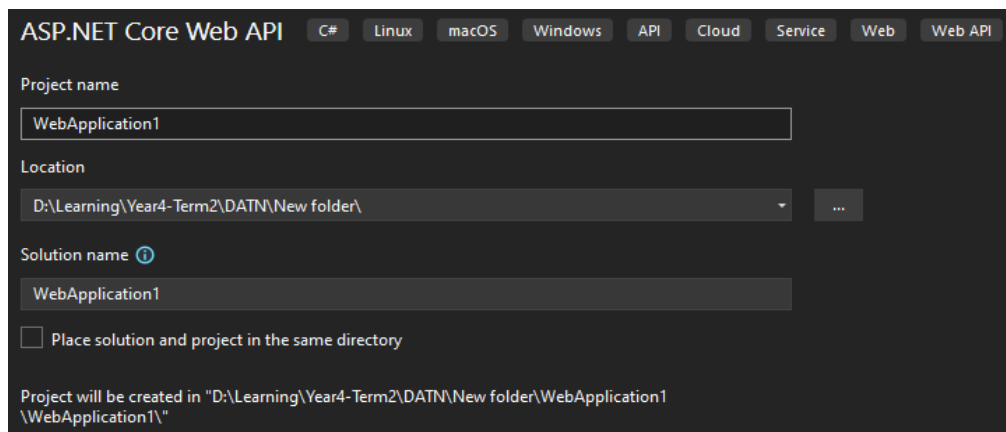 ASP.NET Core Web API C# Linux macOS Windows API Cloud Service Web Web API
Project name
WebApplication1
Location
D:\Learning\Year4-Term2\DATN\New folder\
...
Solution name
WebApplication1
Place solution and project in the same directory
Project will be created in "D:\Learning\Year4-Term2\DATN\New folder\WebApplication1
\WebApplication1\"